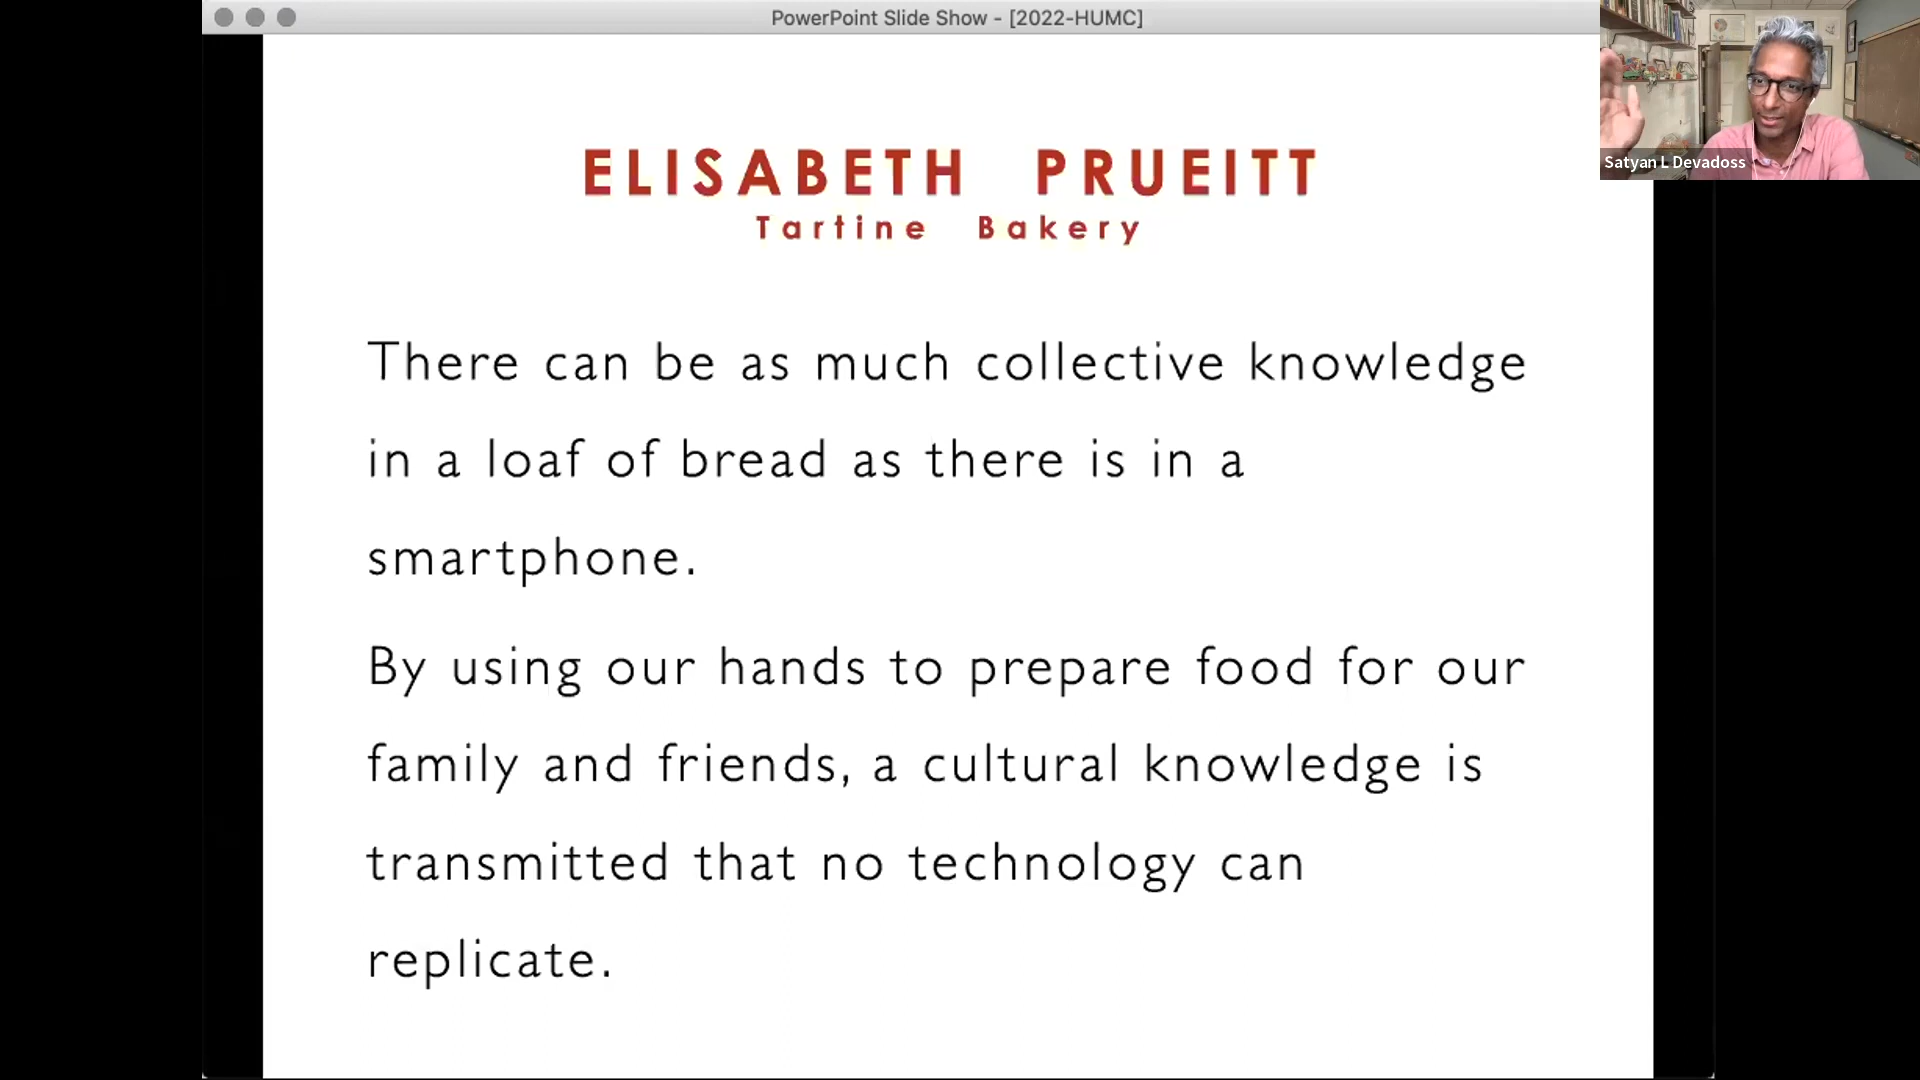 PowerPoint Slide Show - [2022-HUMC]
Satyan L Devadoss
ELISABETH PRUEITT
Tartine Bakery
There can be as much collective knowledge
in a loaf of bread as there is in a
smartphone.
By using our hands to prepare food for our
family and friends, a cultural knowledge is
transmitted that no technology can
replicate.